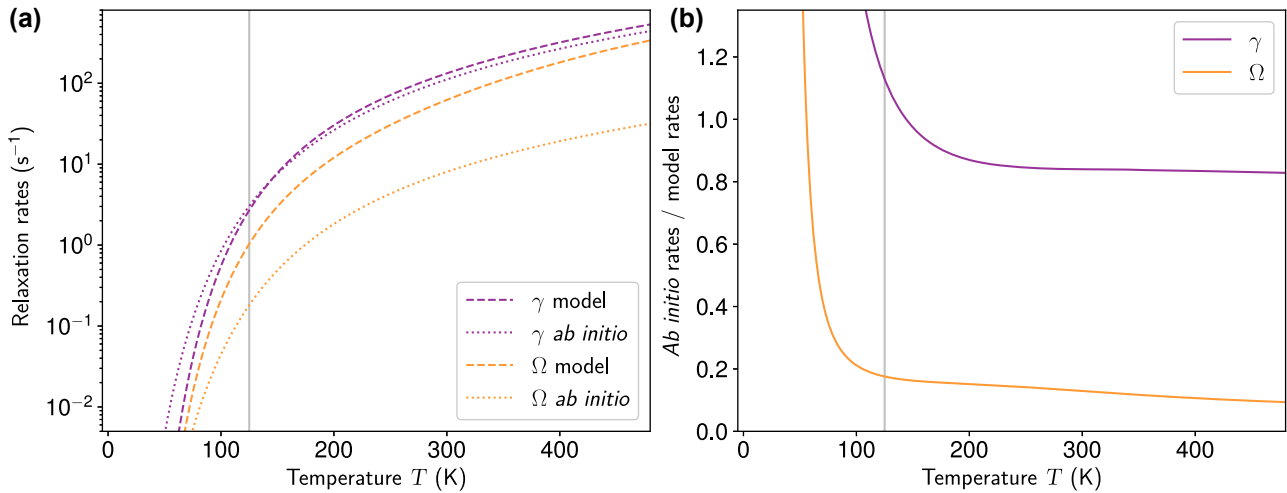 (a)
Relaxation rates (s⁻¹)
10²
10¹
10⁰
10⁻¹
10⁻²
γ model
γ ab initio
Ω model
Ω ab initio
0 100 200 300 400
Temperature T (K)
(b)
Ab initio rates / model rates
1.2
1.0
0.8
0.6
0.4
0.2
0.0
γ
Ω
0 100 200 300 400
Temperature T (K)